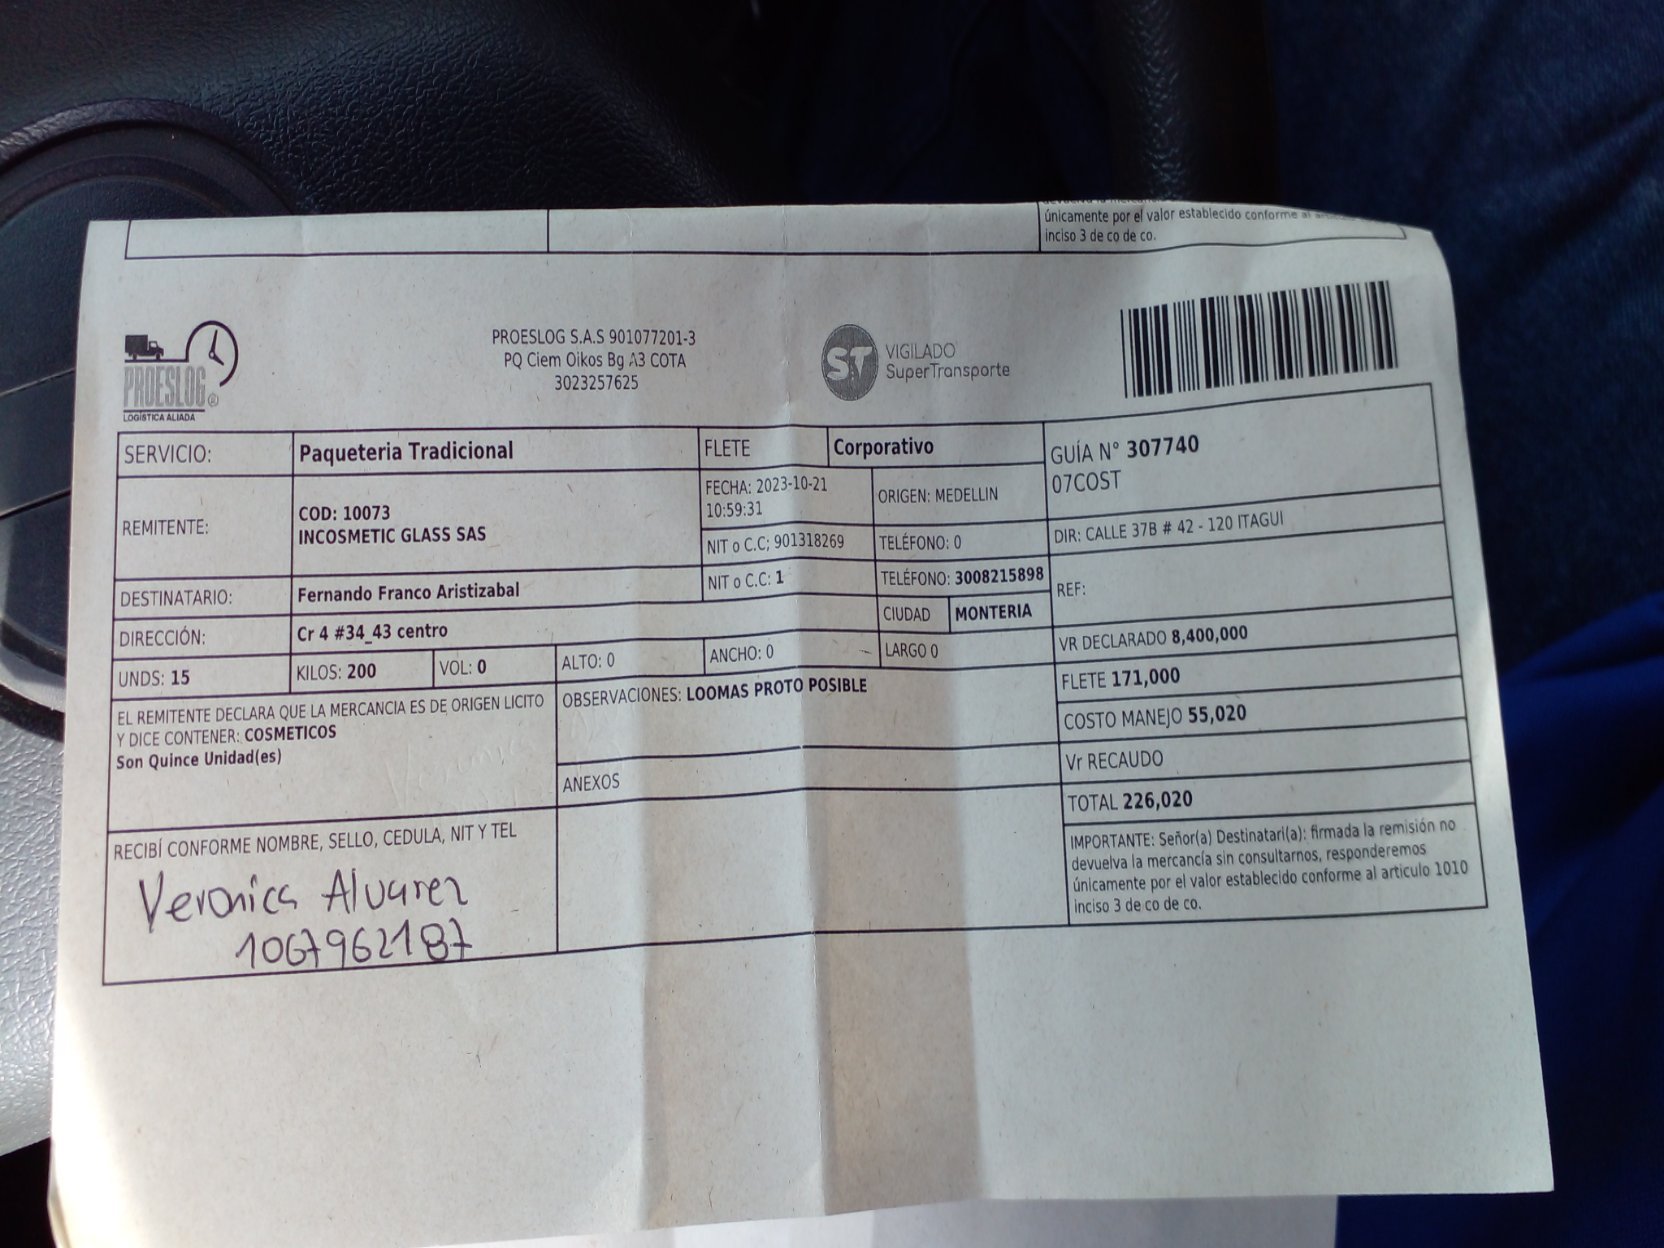 únicamente por el valor establecido conforme al
inciso 3 de co de co.
PROESLOG
LOGÍSTICA ALIADA
PROESLOG S.A.S 901077201-3
PQ Ciem Oikos Bg A3 COTA
3023257625
ST
VIGILADO
SuperTransporte
SERVICIO: Paqueteria Tradicional FLETE Corporativo
GUÍA N° 307740
07COST
REMITENTE:
COD: 10073
INCOSMETIC GLASS SAS
FECHA: 2023-10-21
10:59:31
ORIGEN: MEDELLIN
DIR: CALLE 37B # 42 - 120 ITAGUI
NIT o C.C; 901318269 TELÉFONO: 0
DESTINATARIO: Fernando Franco Aristizabal NIT o C.C: 1 TELÉFONO: 3008215898
REF:
DIRECCIÓN: Cr 4 #34_43 centro CIUDAD MONTERIA
UNDS: 15 KILOS: 200 VOL: 0 ALTO: 0 ANCHO: 0 LARGO 0
VR DECLARADO 8,400,000
FLETE 171,000
COSTO MANEJO 55,020
Vr RECAUDO
TOTAL 226,020
EL REMITENTE DECLARA QUE LA MERCANCIA ES DE ORIGEN LICITO
Y DICE CONTENER: COSMETICOS
Son Quince Unidad(es)
OBSERVACIONES: LOOMAS PROTO POSIBLE
ANEXOS
RECIBÍ CONFORME NOMBRE, SELLO, CEDULA, NIT Y TEL
Veronica Alvarez
1067962187
IMPORTANTE: Señor(a) Destinatari(a): firmada la remisión no
devuelva la mercancía sin consultarnos, responderemos
únicamente por el valor establecido conforme al articulo 1010
inciso 3 de co de co.